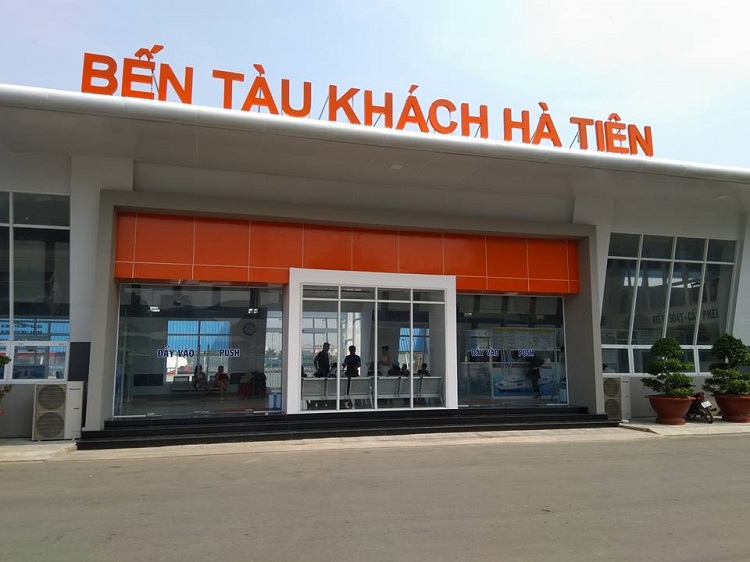 BẾN TÀU KHÁCH HÀ TIÊN
ĐẨY VÀO PUSH
ĐẨY VÀO PUSH